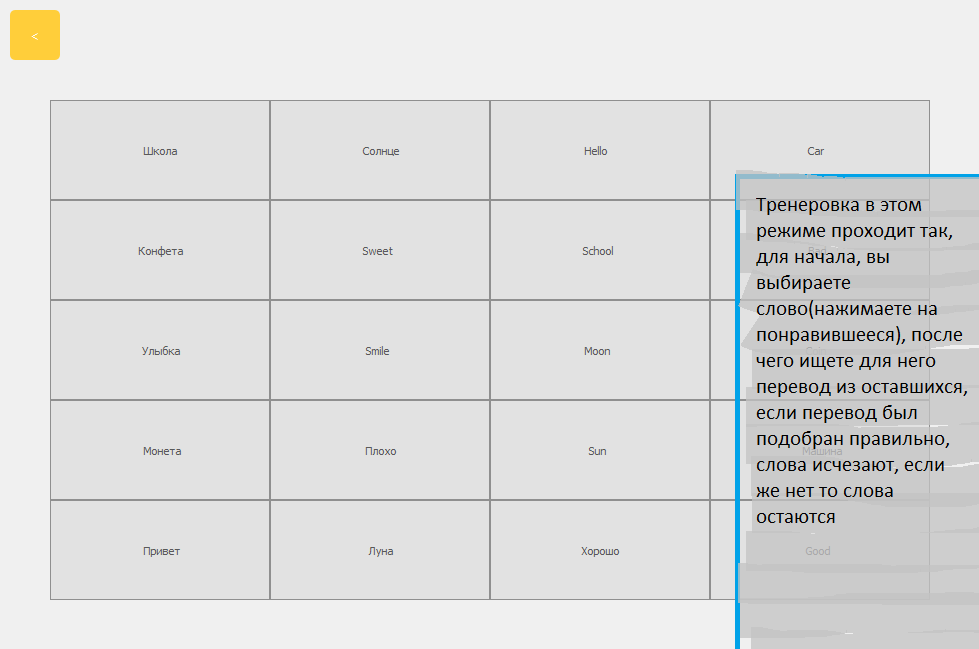 <
Школа Солнце Hello Car
Конфета Sweet School Bad
Улыбка Smile Moon
Монета Плохо Sun Машина
Привет Луна Хорошо Good
Тренеровка в этом
режиме проходит так,
для начала, вы
выбираете
слово(нажимаете на
понравившееся), после
чего ищете для него
перевод из оставшихся,
если перевод был
подобран правильно,
слова исчезают, если
же нет то слова
остаются